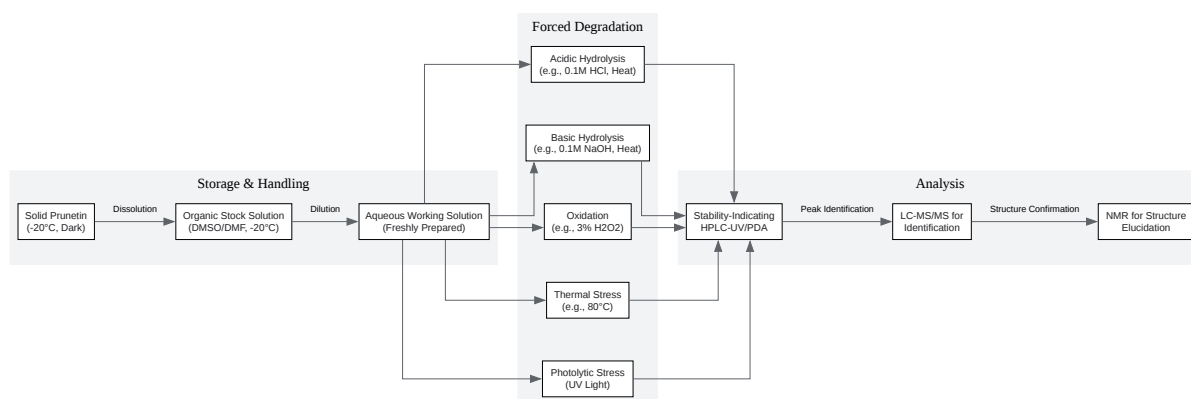 Forced Degradation
Acidic Hydrolysis
(e.g., 0.1M HCl, Heat)
Basic Hydrolysis
(e.g., 0.1M NaOH, Heat)
Storage & Handling
Analysis
Solid Prunetin
(-20°C, Dark)
Dissolution
Organic Stock Solution
(DMSO/DMF, -20°C)
Dilution
Aqueous Working Solution
(Freshly Prepared)
Oxidation
(e.g., 3% H2O2)
Stability-Indicating
HPLC-UV/PDA
Peak Identification
LC-MS/MS for
Identification
Structure Confirmation
NMR for Structure
Elucidation
Thermal Stress
(e.g., 80°C)
Photolytic Stress
(UV Light)